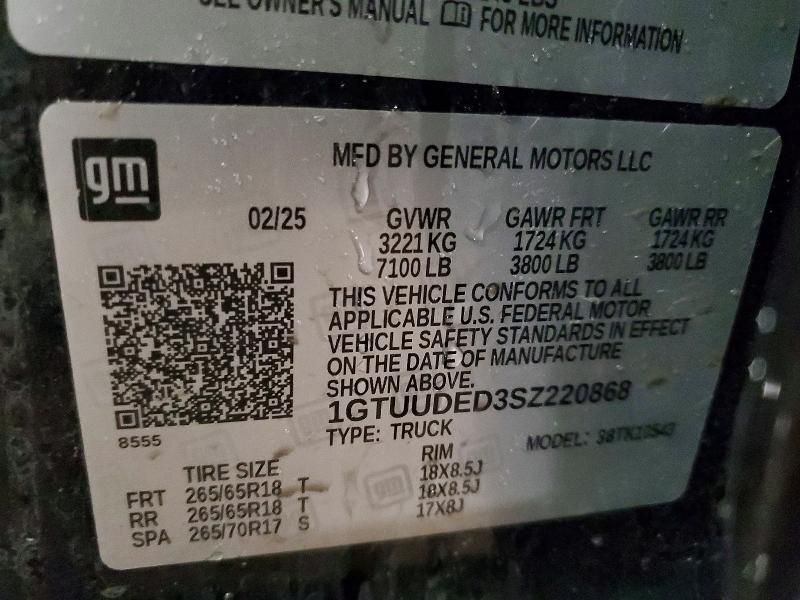 SEE OWNER'S MANUAL FOR MORE INFORMATION
gm
MFD BY GENERAL MOTORS LLC
02/25 GVWR GAWR FRT GAWR RR
3221 KG 1724 KG 1724 KG
7100 LB 3800 LB 3800 LB
THIS VEHICLE CONFORMS TO ALL
APPLICABLE U.S. FEDERAL MOTOR
VEHICLE SAFETY STANDARDS IN EFFECT
ON THE DATE OF MANUFACTURE
SHOWN ABOVE.
1GTUUDED3SZ220868
8555
TYPE: TRUCK MODEL:
TIRE SIZE RIM
FRT 265/65R18 T 18X8.5J
RR 265/65R18 T 18X8.5J
SPA 265/70R17 S 17X8J